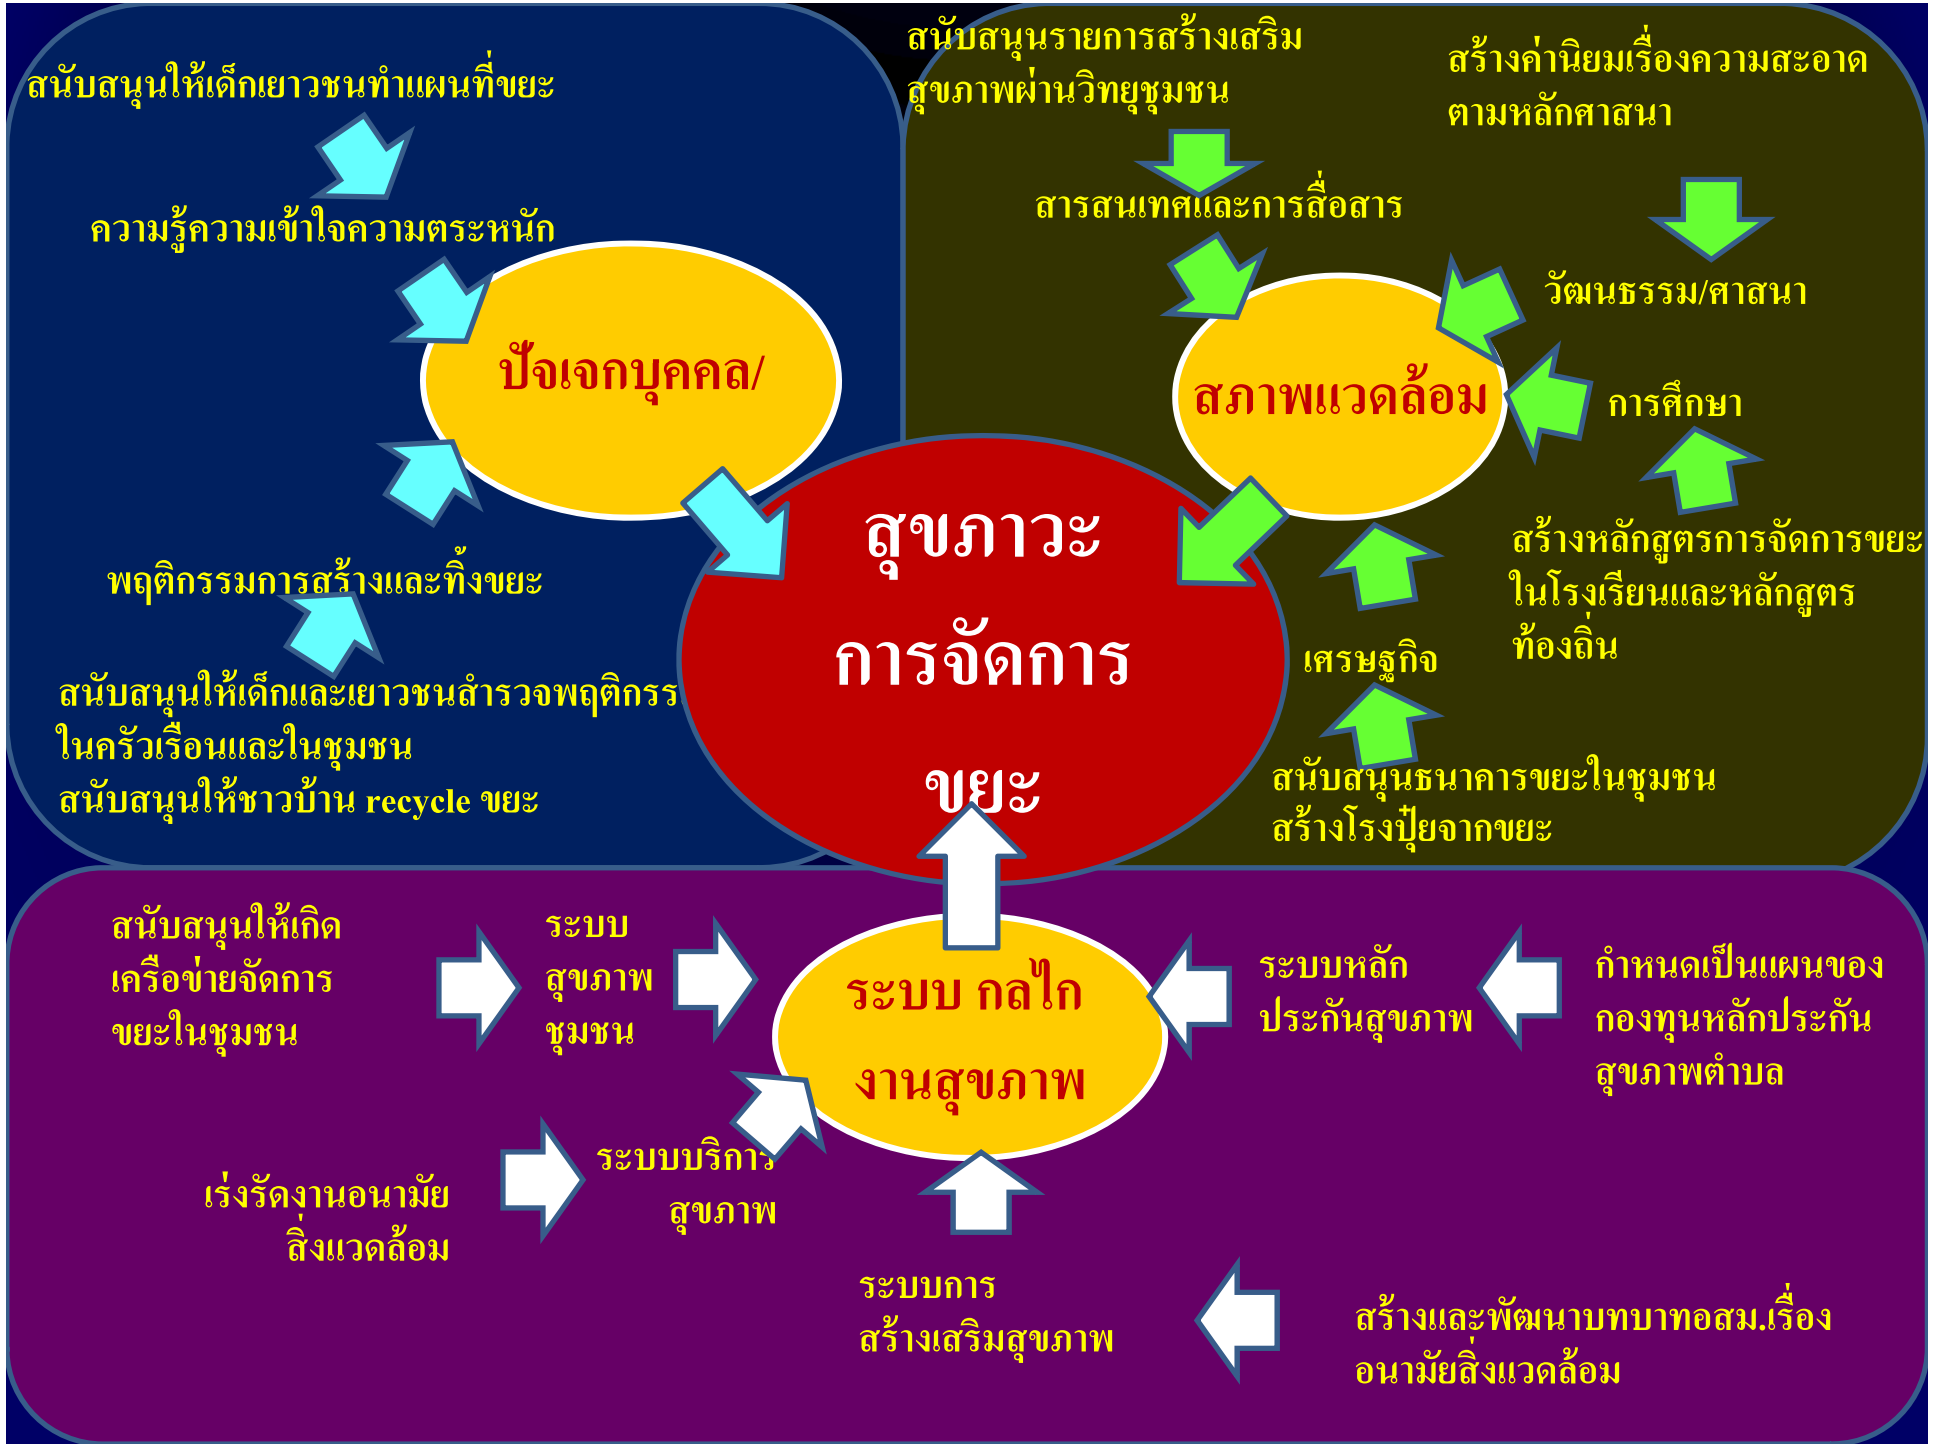 สนับสนุนให้เด็กเยาวชนทำแผนที่ขยะ
ความรู้ความเข้าใจความตระหนัก
ปัจเจกบุคคล/
พฤติกรรมการสร้างและทิ้งขยะ
สนับสนุนให้เด็กและเยาวชนสำรวจพฤติกรร
ในครัวเรือนและในชุมชน
สนับสนุนให้ชาวบ้าน recycle ขยะ
สนับสนุนรายการสร้างเสริม
สุขภาพผ่านวิทยุชุมชน
สารสนเทศและการสื่อสาร
สร้างค่านิยมเรื่องความสะอาด
ตามหลักศาสนา
วัฒนธรรม/ศาสนา
สภาพแวดล้อม
การศึกษา
สร้างหลักสูตรการจัดการขยะ
ในโรงเรียนและหลักสูตร
ท้องถิ่น
เศรษฐกิจ
สนับสนุนธนาคารขยะในชุมชน
สร้างโรงปุ๋ยจากขยะ
สุขภาวะ
การจัดการ
ขยะ
สนับสนุนให้เกิด
เครือข่ายจัดการ
ขยะในชุมชน
ระบบ
สุขภาพ
ชุมชน
ระบบ กลไก
งานสุขภาพ
ระบบหลัก
ประกันสุขภาพ
กำหนดเป็นแผนของ
กองทุนหลักประกัน
สุขภาพตำบล
เร่งรัดงานอนามัย
สิ่งแวดล้อม
ระบบบริการ
สุขภาพ
ระบบการ
สร้างเสริมสุขภาพ
สร้างและพัฒนาบทบาทอสม.เรื่อง
อนามัยสิ่งแวดล้อม